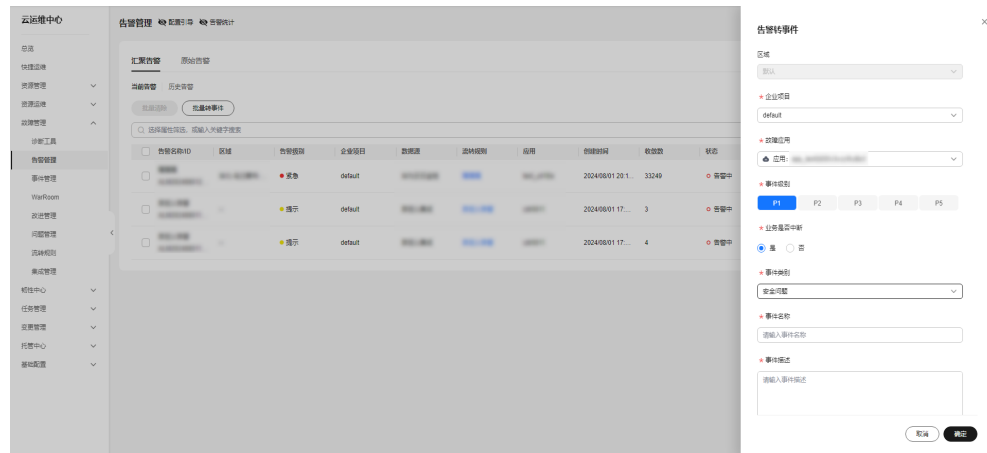 云运维中心
总览
快捷运维
资源管理
资源运维
故障管理
诊断工具
告警管理
事件管理
WarRoom
改进管理
问题管理
流转规则
集成管理
韧性中心
任务管理
变更管理
托管中心
基础配置
告警管理 配置引导 告警统计
汇聚告警 原始告警
当前告警 历史告警
批量清除 批量转事件
选择属性筛选，或输入关键字搜索
告警名称/ID 区域 告警级别 企业项目 数据源 流转规则 应用 创建时间 收敛数 状态
紧急 default 2024/08/01 20:1... 33249 告警中
提示 default 2024/08/01 17:... 3 告警中
提示 default 2024/08/01 17:... 4 告警中
告警转事件
区域
默认
* 企业项目
default
* 故障应用
应用:
* 事件级别
P1 P2 P3 P4 P5
* 业务是否中断
是 否
* 事件类别
安全问题
* 事件名称
请输入事件名称
* 事件描述
请输入事件描述
取消 确定